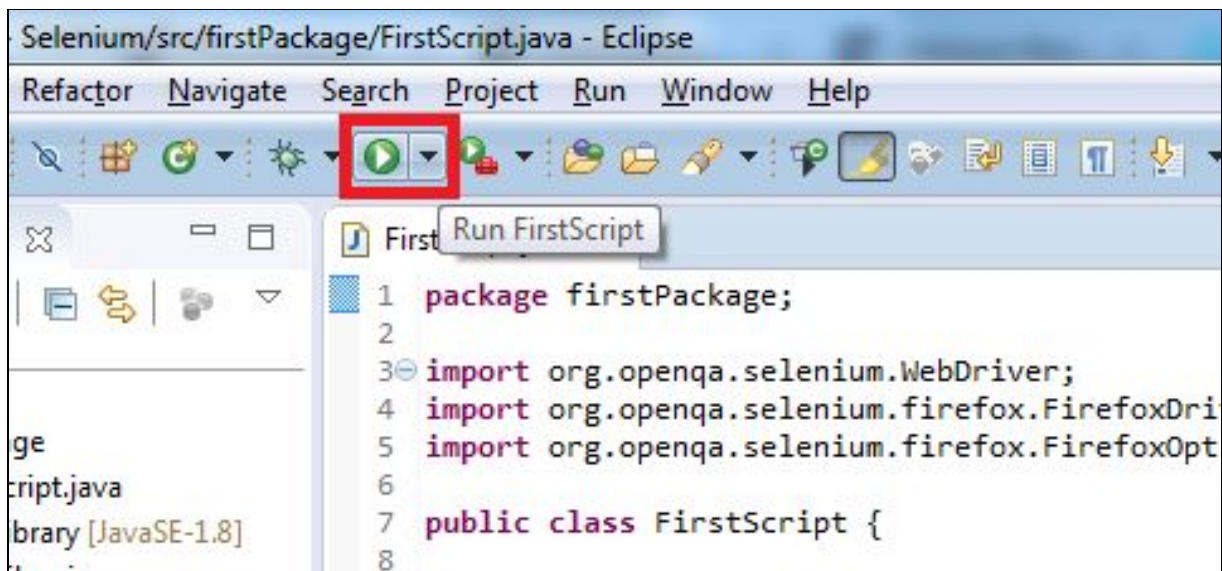 Selenium/src/firstPackage/FirstScript.java - Eclipse
Refactor Navigate Search Project Run Window Help
First
Run FirstScript
1 package firstPackage;
2
3 import org.openqa.selenium.WebDriver;
4 import org.openqa.selenium.firefox.FirefoxDri
5 import org.openqa.selenium.firefox.FirefoxOpt
6
7 public class FirstScript {
8
ge
cript.java
ibrary [JavaSE-1.8]